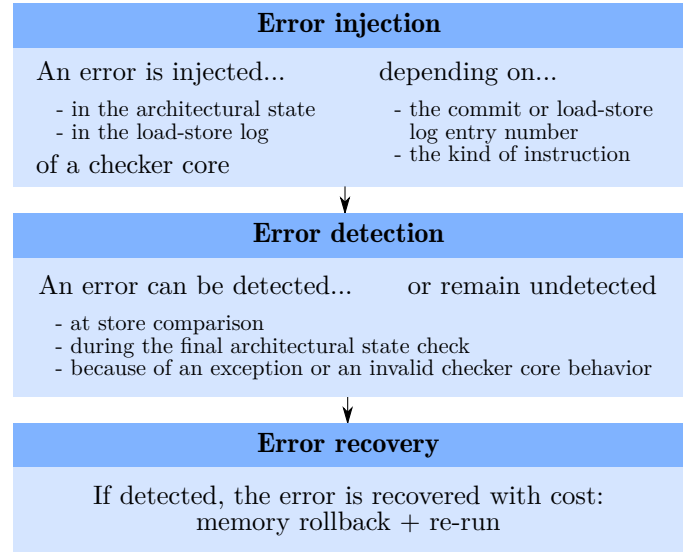 Error injection
An error is injected...
- in the architectural state
- in the load-store log
of a checker core
depending on...
- the commit or load-store
log entry number
- the kind of instruction
Error detection
An error can be detected...
or remain undetected
- at store comparison
- during the final architectural state check
- because of an exception or an invalid checker core behavior
Error recovery
If detected, the error is recovered with cost:
memory rollback + re-run